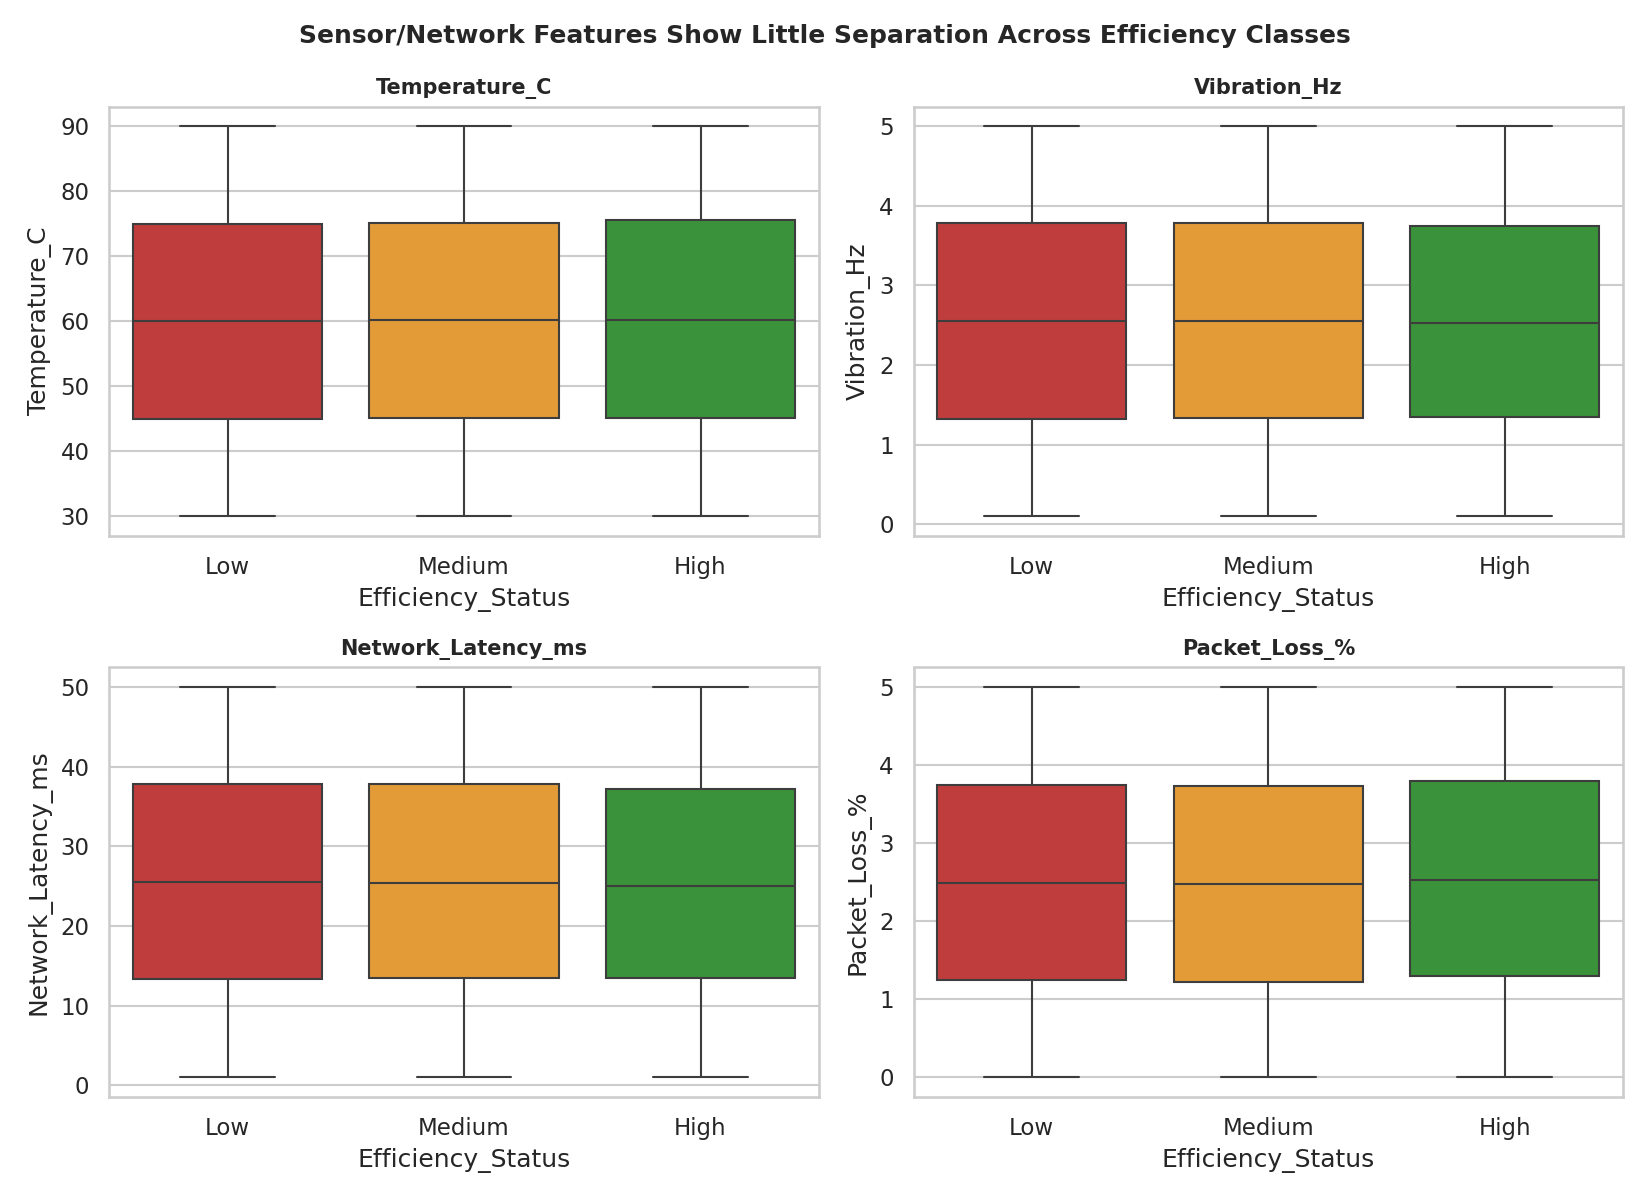 Sensor/Network Features Show Little Separation Across Efficiency Classes
Temperature_C
Temperature_C
90
80
70
60
50
40
30
Low Medium High
Efficiency_Status
Vibration_Hz
Vibration_Hz
5
4
3
2
1
0
Low Medium High
Efficiency_Status
Network_Latency_ms
Network_Latency_ms
50
40
30
20
10
0
Low Medium High
Efficiency_Status
Packet_Loss_%
Packet_Loss_%
5
4
3
2
1
0
Low Medium High
Efficiency_Status